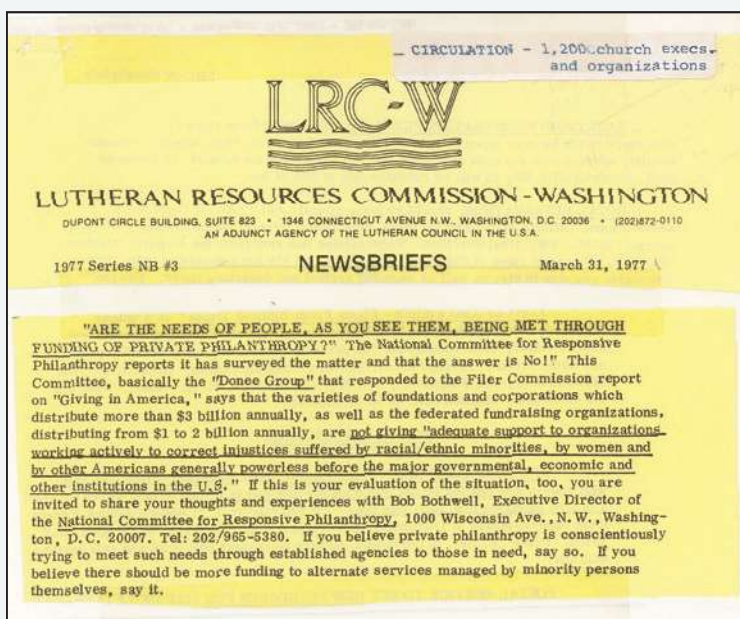 CIRCULATION - 1,200 church execs.
and organizations
LRC-W
LUTHERAN RESOURCES COMMISSION - WASHINGTON
DUPONT CIRCLE BUILDING, SUITE 823 • 1346 CONNECTICUT AVENUE N.W., WASHINGTON, D.C. 20036 • (202)872-0110
AN ADJUNCT AGENCY OF THE LUTHERAN COUNCIL IN THE U.S.A.
1977 Series NB #3 NEWSBRIEFS March 31, 1977
"ARE THE NEEDS OF PEOPLE, AS YOU SEE THEM, BEING MET THROUGH
FUNDING OF PRIVATE PHILANTHROPY?" The National Committee for Responsive
Philanthropy reports it has surveyed the matter and that the answer is No!" This
Committee, basically the "Donee Group" that responded to the Filer Commission report
on "Giving in America," says that the varieties of foundations and corporations which
distribute more than $3 billion annually, as well as the federated fundraising organizations,
distributing from $1 to 2 billion annually, are not giving "adequate support to organizations
working actively to correct injustices suffered by racial/ethnic minorities, by women and
by other Americans generally powerless before the major governmental, economic and
other institutions in the U.S." If this is your evaluation of the situation, too, you are
invited to share your thoughts and experiences with Bob Bothwell, Executive Director of
the National Committee for Responsive Philanthropy, 1000 Wisconsin Ave., N.W., Washing-
ton, D.C. 20007. Tel: 202/965-5380. If you believe private philanthropy is conscientiously
trying to meet such needs through established agencies to those in need, say so. If you
believe there should be more funding to alternate services managed by minority persons
themselves, say it.